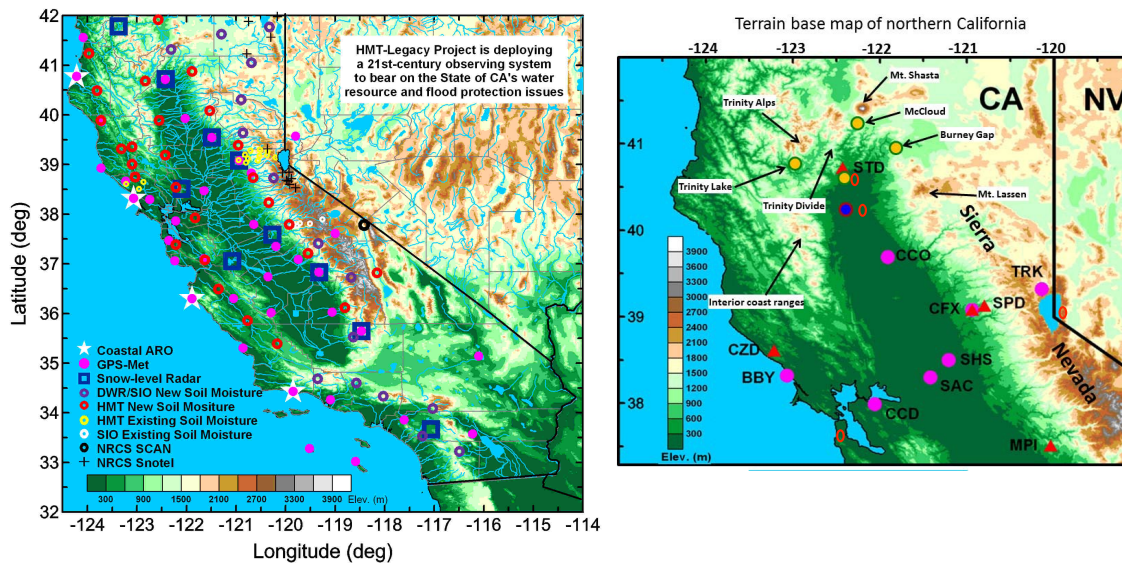 42
41
40
39
38
37
36
35
34
33
32
Latitude (deg)
HMT-Legacy Project is deploying
a 21st-century observing system
to bear on the State of CA's water
resource and flood protection issues
Coastal ARO
GPS-Met
Snow-level Radar
DWR/SIO New Soil Moisture
HMT New Soil Mositure
HMT Existing Soil Moisture
SIO Existing Soil Moisture
NRCS SCAN
NRCS Snotel
300 900 1500 2100 2700 3300 3900 Elev. (m)
-124 -123 -122 -121 -120 -119 -118 -117 -116 -115 -114
Longitude (deg)
Terrain base map of northern California
-124 -123 -122 -121 -120
41
40
39
38
Mt. Shasta
CA NV
Trinity Alps
McCloud
Burney Gap
STD
0
Trinity Lake
Mt. Lassen
Trinity Divide
0
Sierra
CCO
3900
3600
3300
3000
2700
2400
2100
1800
1500
1200
900
600
300
Elev. (m)
TRK
Interior coast ranges
CFX
SPD
0
CZD
SHS
Nevada
BBY
SAC
CCD
0
MPI